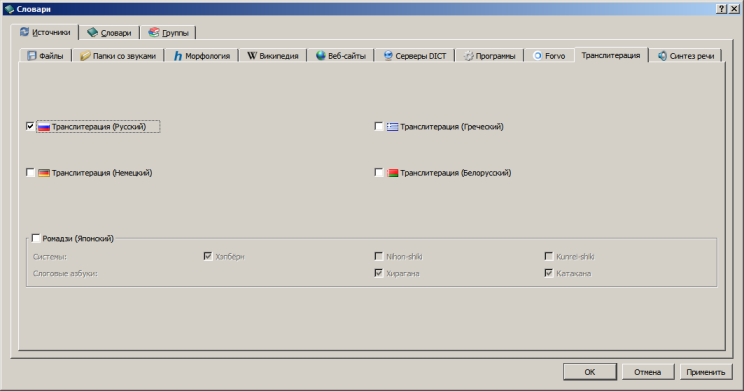 Словари
Источники Словари Группы
Файлы Папки со звуками Морфология Википедия Веб-сайты Серверы DICT Программы Forvo Транслитерация Синтез речи
Транслитерация (Русский) Транслитерация (Греческий)
Транслитерация (Немецкий) Транслитерация (Белорусский)
Ромадзи (Японский)
Системы: Хэпбёрн Nihon-shiki Kunrei-shiki
Слоговые азбуки: Хирагана Катакана
OK Отмена Применить